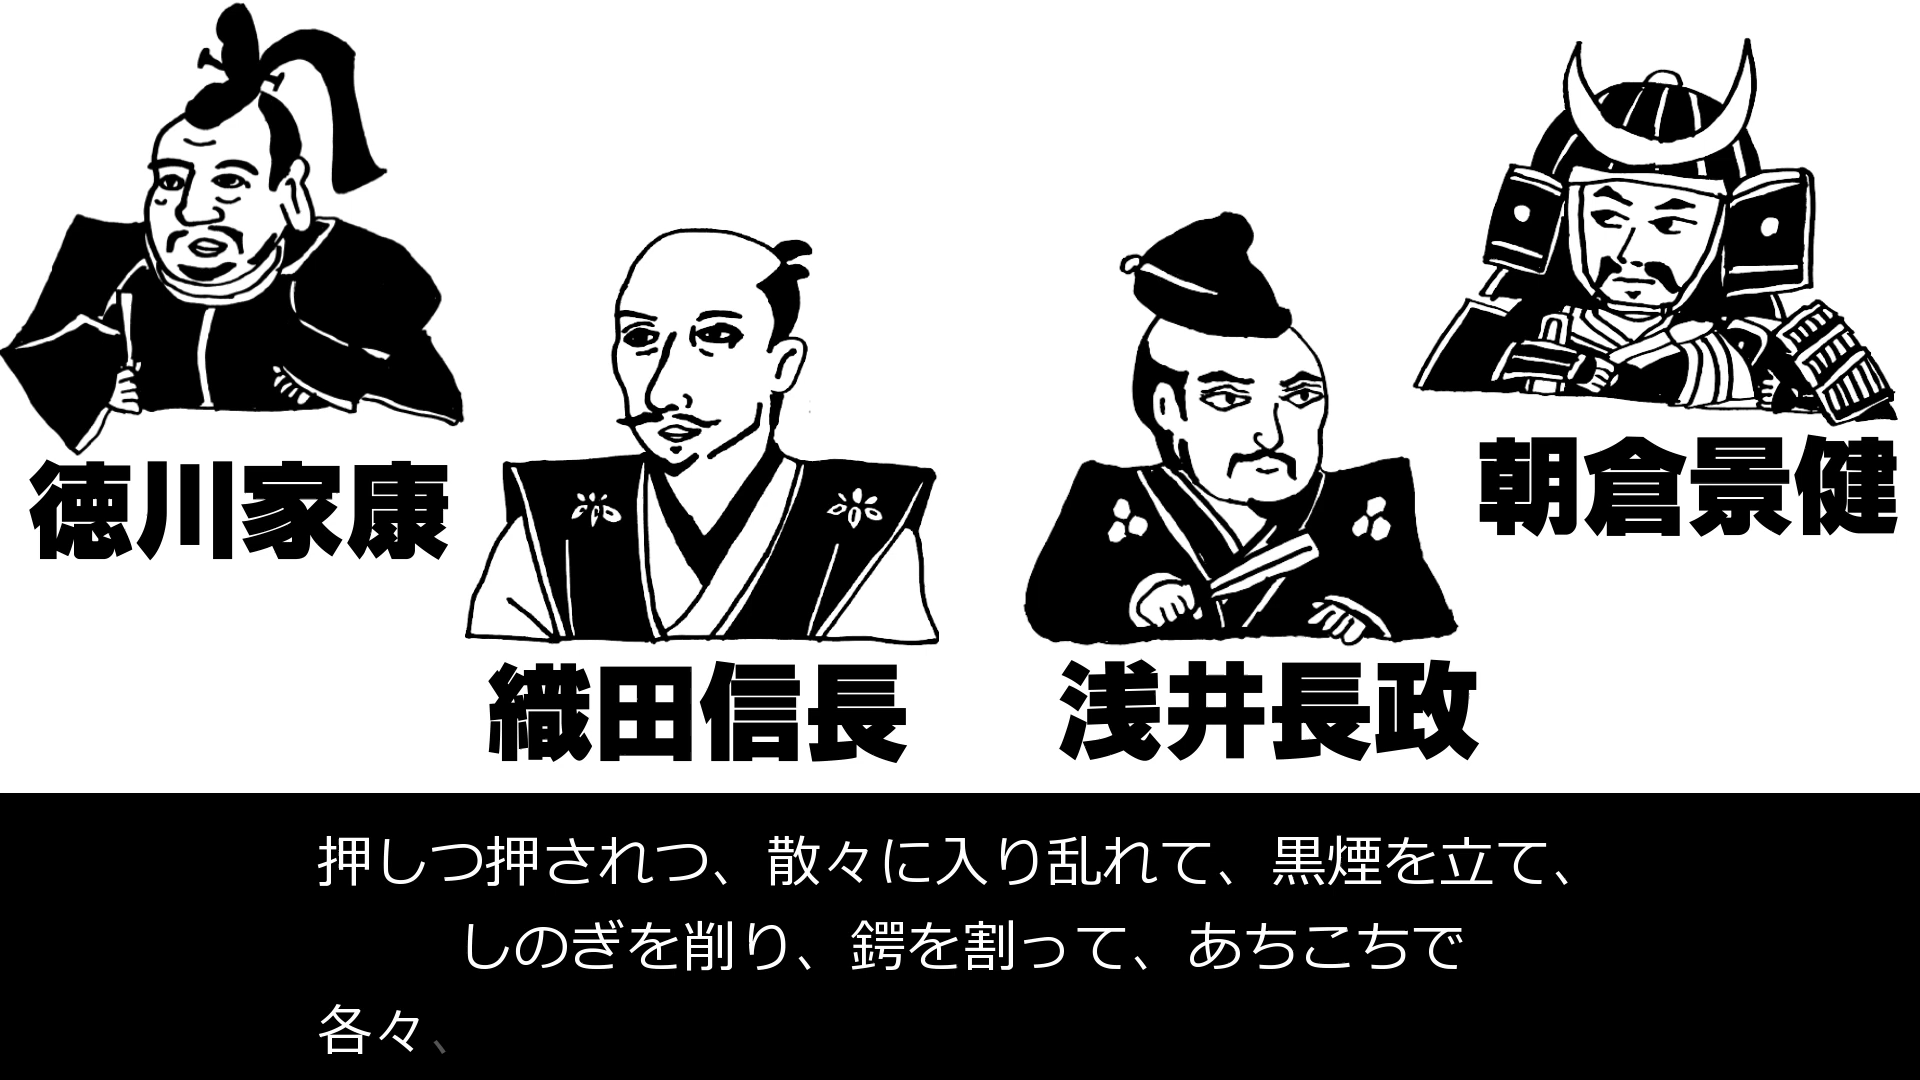 徳川家康
織田信長
浅井長政
朝倉景健
押しつ押されつ、散々に入り乱れて、黒煙を立て、
しのぎを削り、鍔を割って、あちこちで
各々、